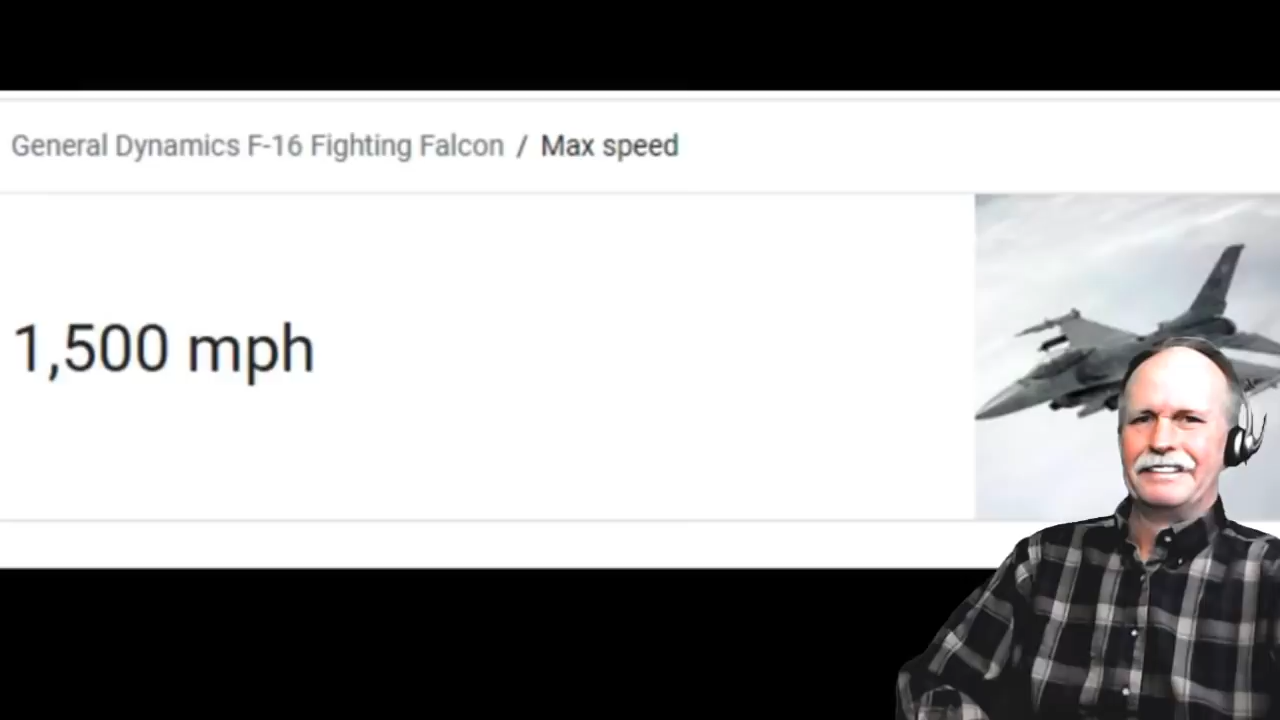 General Dynamics F-16 Fighting Falcon / Max speed
1,500 mph